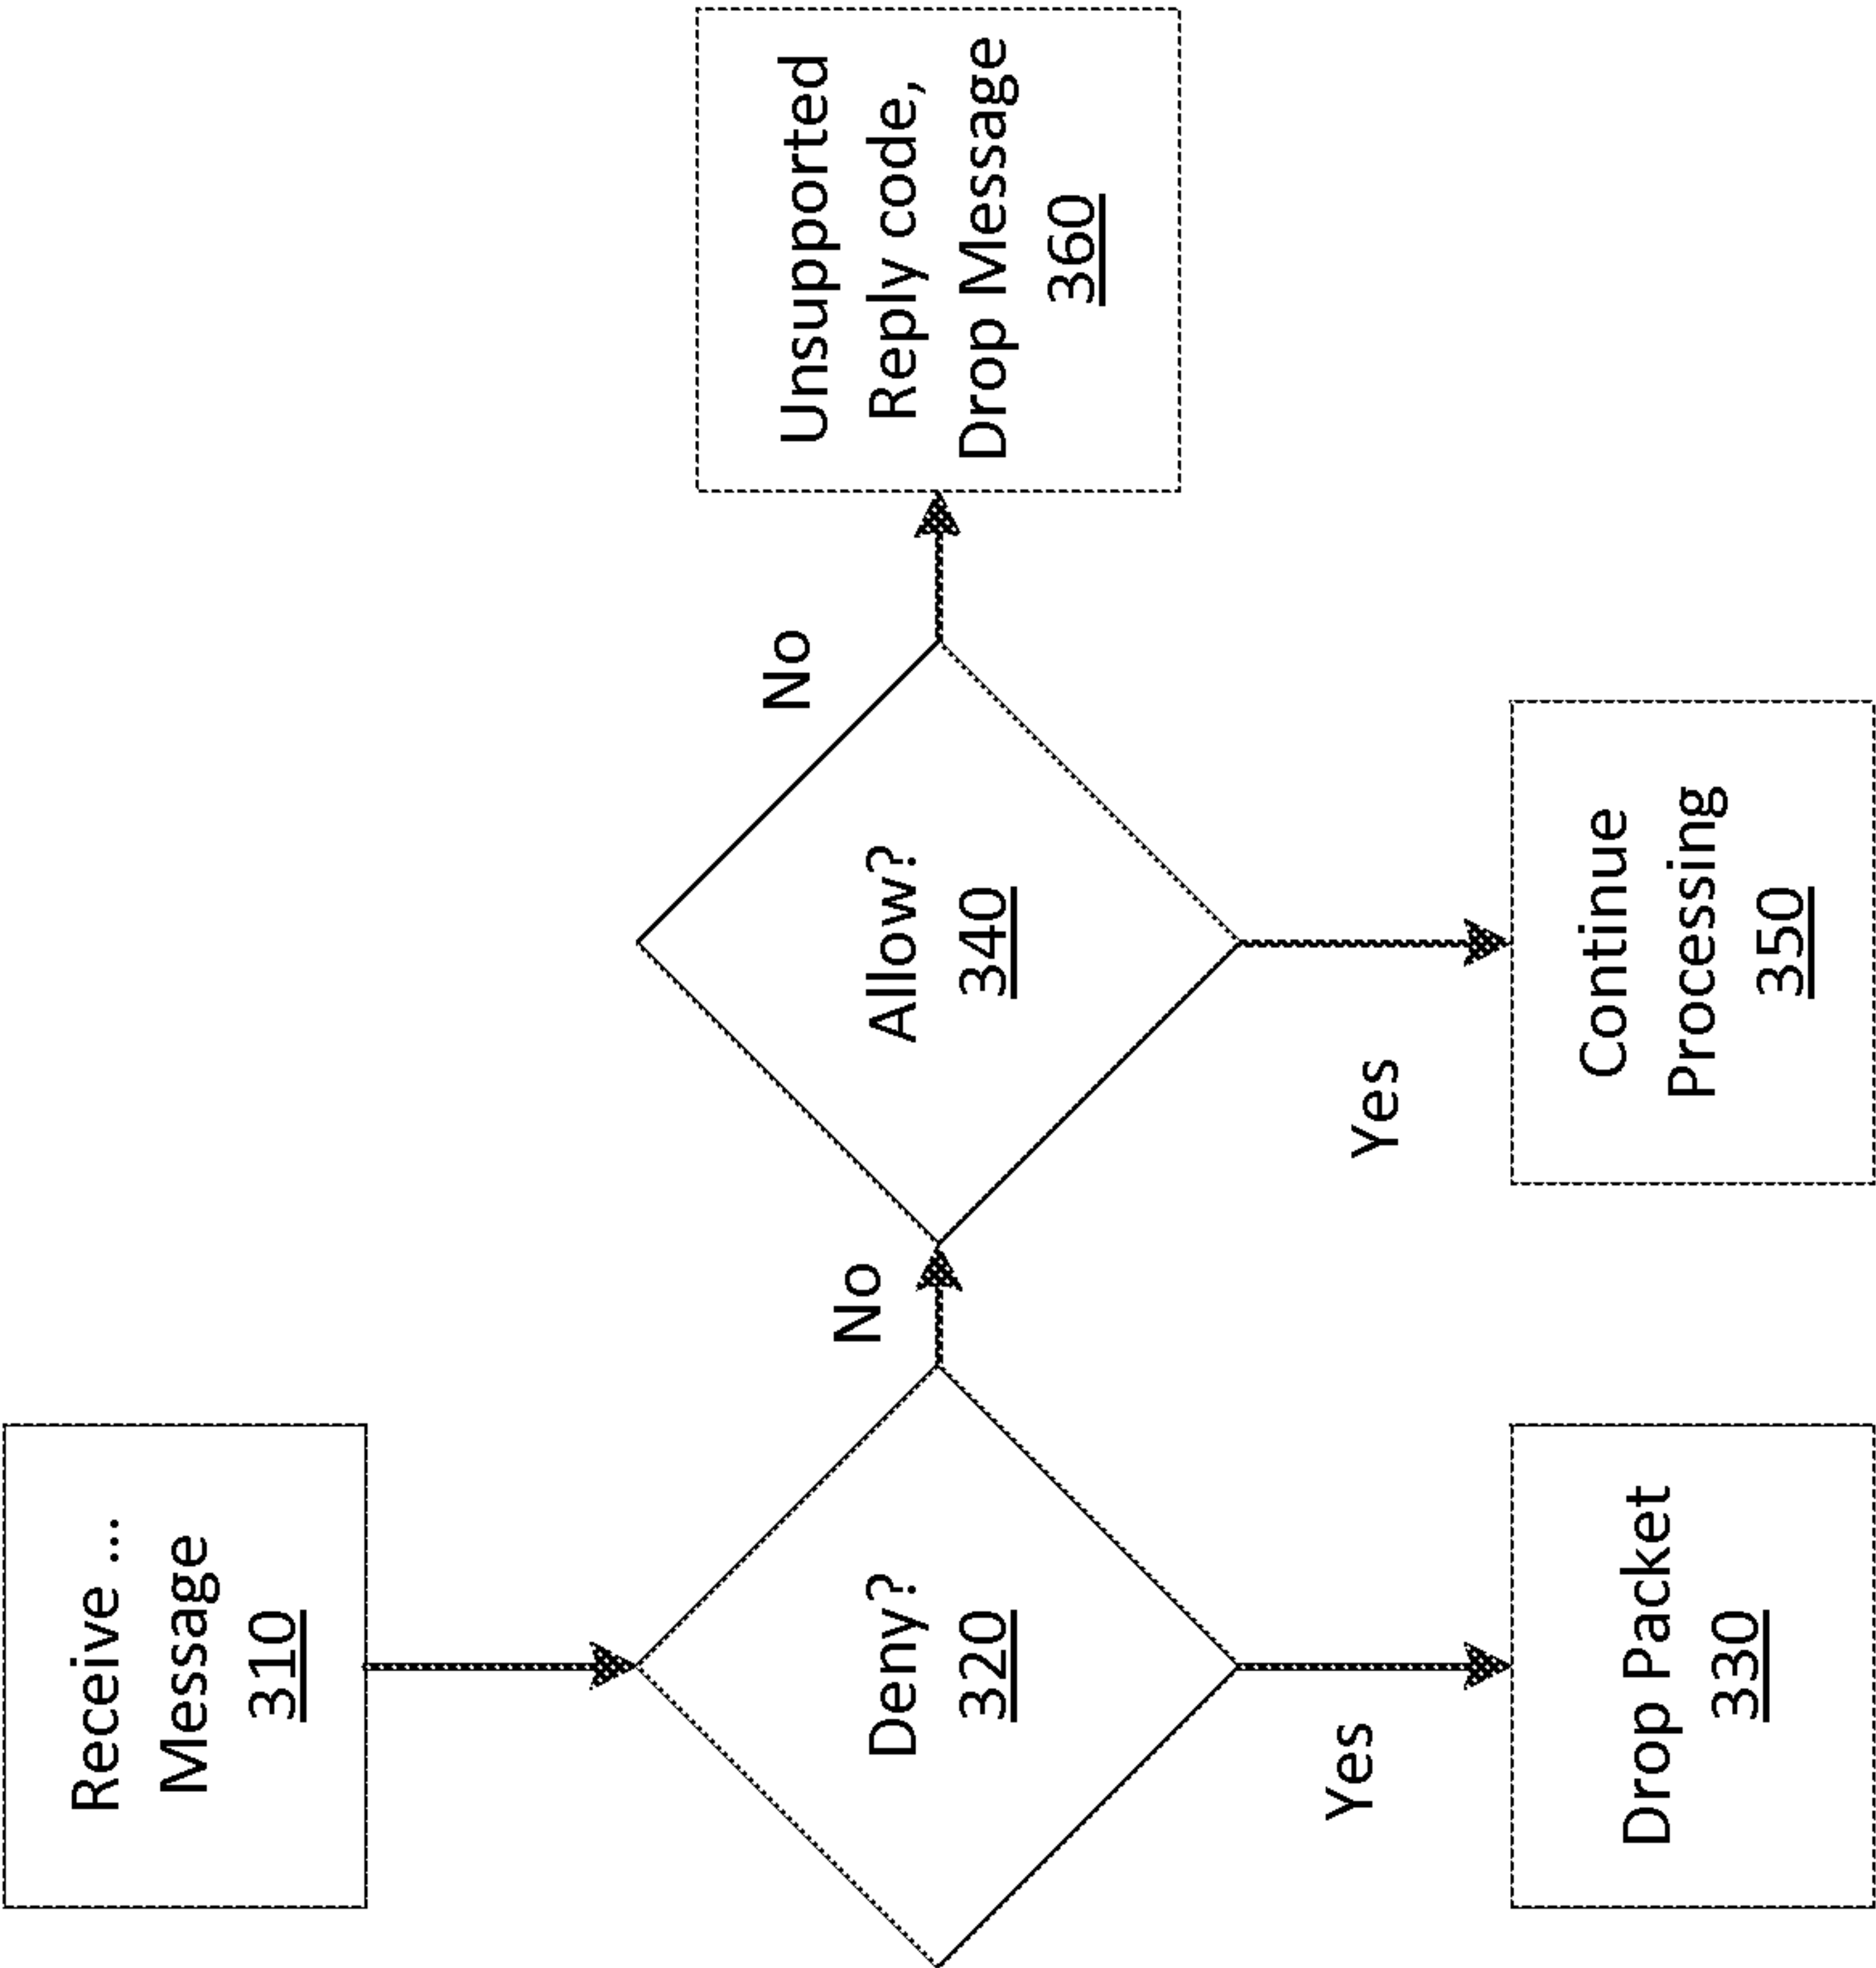 Receive ...
Message
310
Deny?
320
Yes
Drop Packet
330
No
Allow?
340
Yes
Continue
Processing
350
No
Unsupported
Reply code,
Drop Message
360